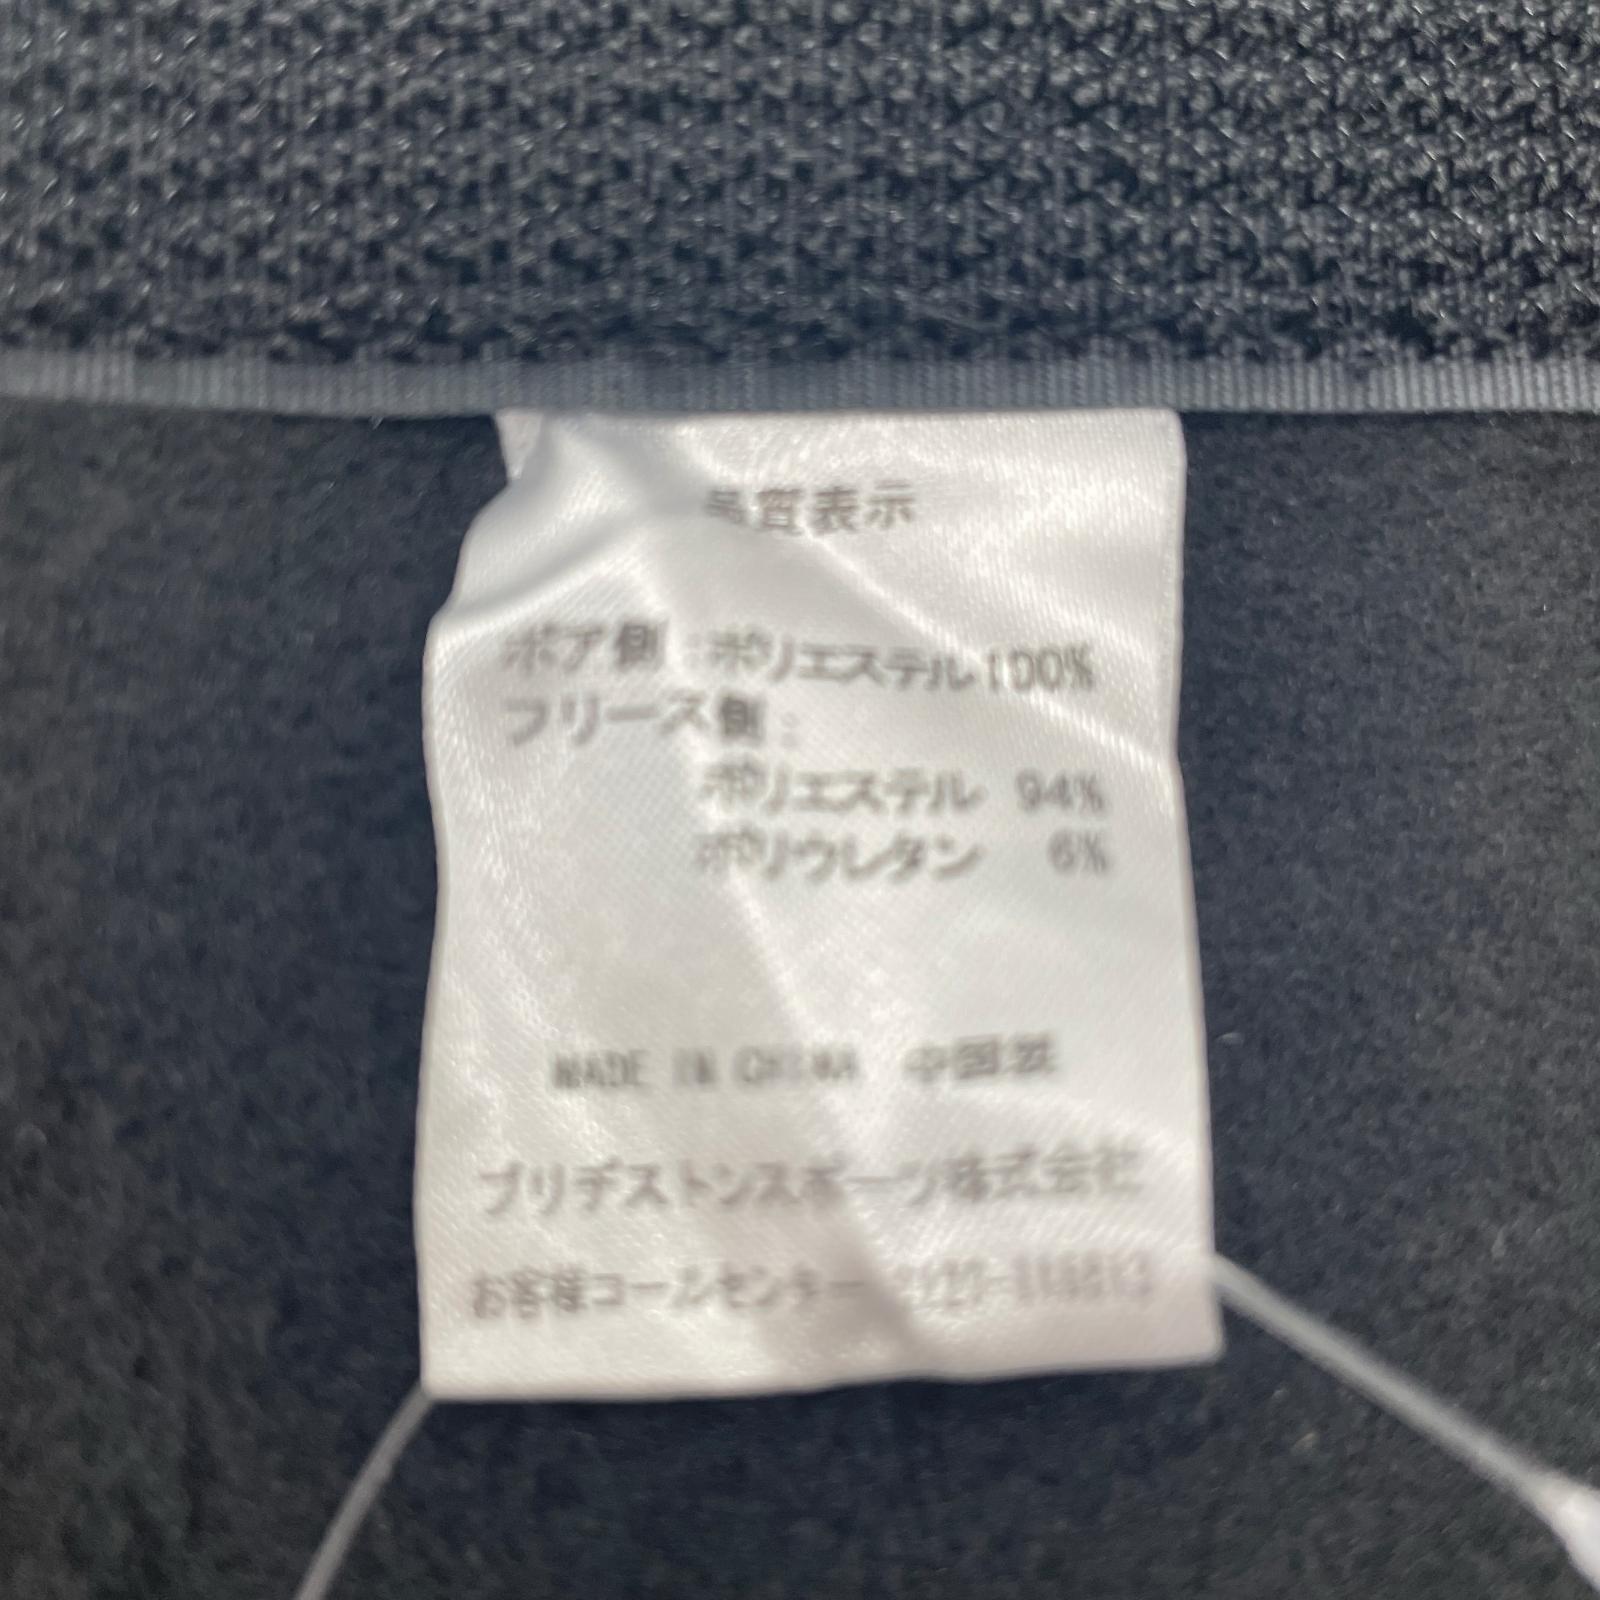 品質表示
ボア側：ポリエステル100%
フリース側：
ポリエステル 94%
ポリウレタン 6%
MADE IN CHINA 中国製
ブリヂストンスポーツ株式会社
お客様コールセンター